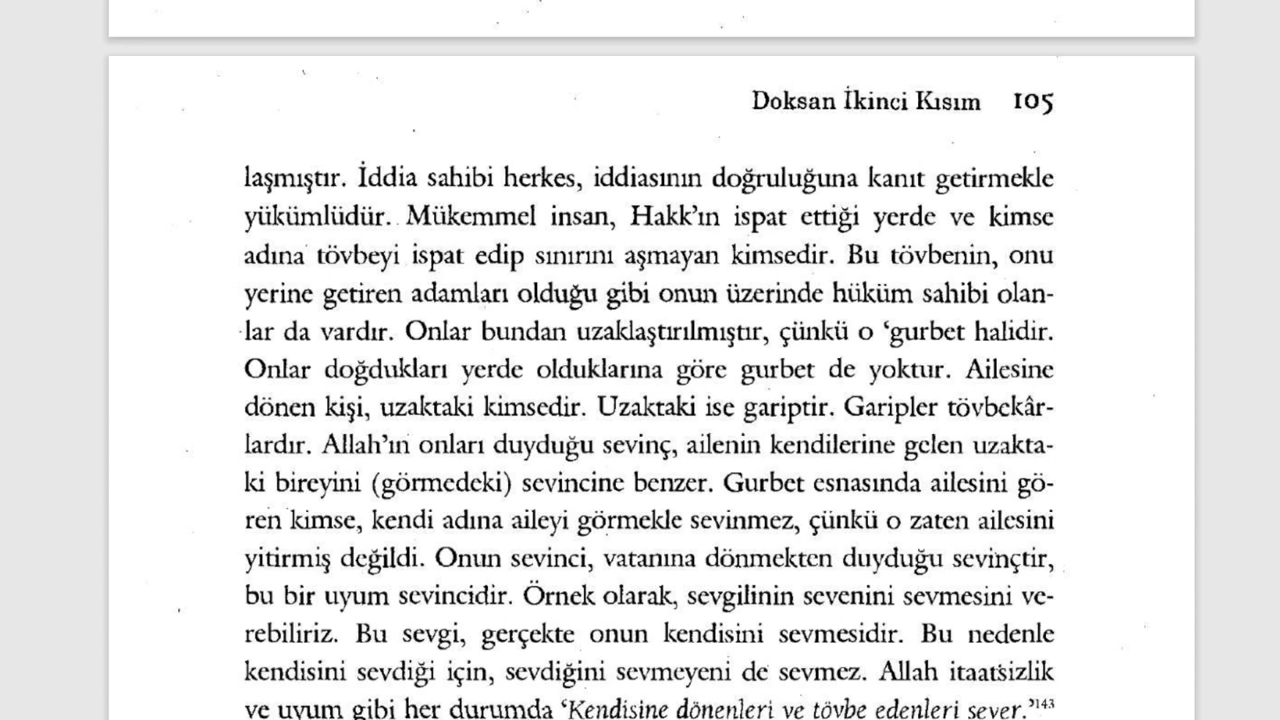 Doksan İkinci Kısım 105
laşmıştır. İddia sahibi herkes, iddiasının doğruluğuna kanıt getirmekle
yükümlüdür. Mükemmel insan, Hakk’ın ispat ettiği yerde ve kimse
adına tövbeyi ispat edip sınırını aşmayan kimsedir. Bu tövbenin, onu
yerine getiren adamları olduğu gibi onun üzerinde hüküm sahibi olan-
lar da vardır. Onlar bundan uzaklaştırılmıştır, çünkü o ‘gurbet halidir.
Onlar doğdukları yerde olduklarına göre gurbet de yoktur. Ailesine
dönen kişi, uzaktaki kimsedir. Uzaktaki ise gariptir. Garipler tövbekâr-
lardır. Allah’ın onları duyduğu sevinç, ailenin kendilerine gelen uzakta-
ki bireyini (görmedeki) sevincine benzer. Gurbet esnasında ailesini gö-
ren kimse, kendi adına aileyi görmekle sevinmez, çünkü o zaten ailesini
yitirmiş değildi. Onun sevinci, vatanına dönmekten duyduğu sevinçtir,
bu bir uyum sevincidir. Örnek olarak, sevgilinin sevenini sevmesini ve-
rebiliriz. Bu sevgi, gerçekte onun kendisini sevmesidir. Bu nedenle
kendisini sevdiği için, sevdiğini sevmeyeni de sevmez. Allah itaatsizlik
ve uyum gibi her durumda ‘Kendisine dönenleri ve tövbe edenleri sever.’143